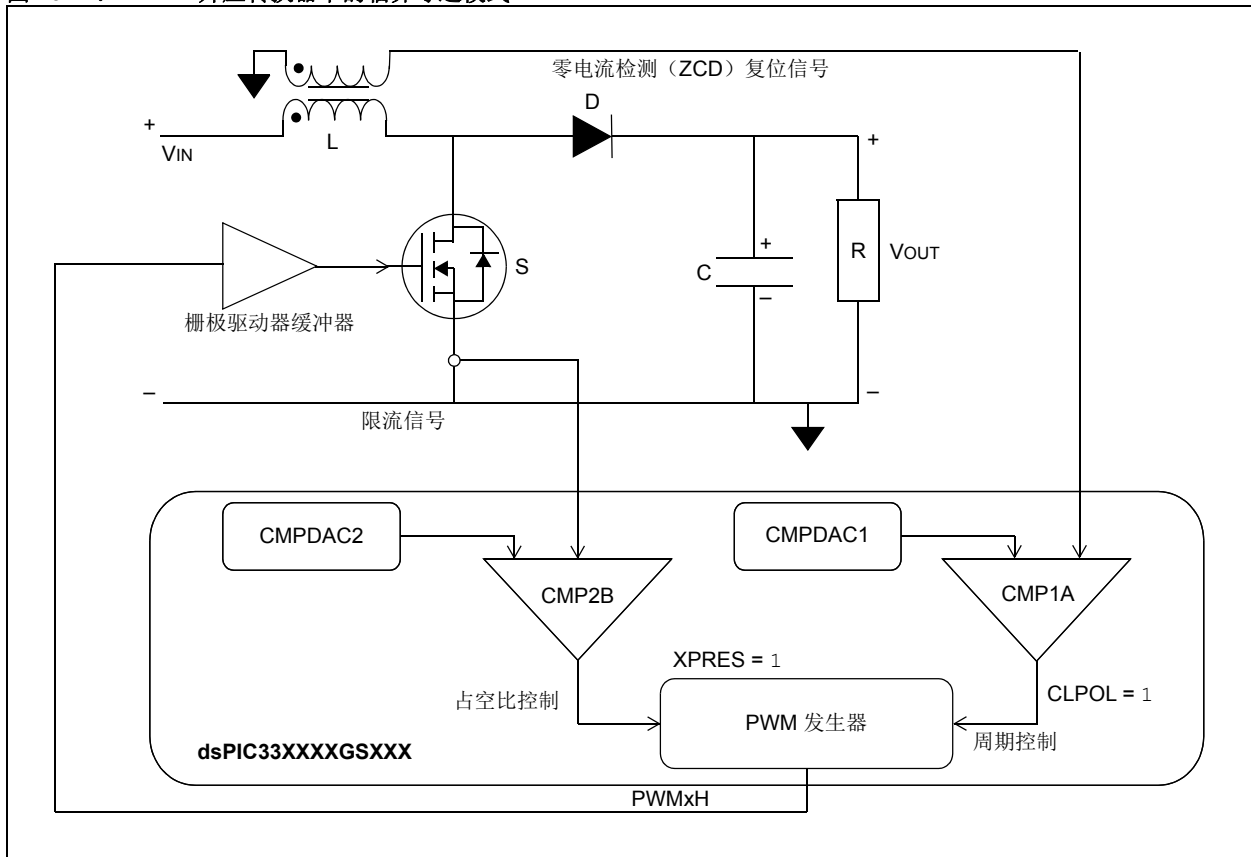 零电流检测（ZCD）复位信号
D
+
VIN
L
+
S
+
C
–
R
VOUT
栅极驱动器缓冲器
–
–
限流信号
CMPDAC2
CMPDAC1
CMP2B
CMP1A
XPRES = 1
CLPOL = 1
占空比控制
PWM 发生器
周期控制
dsPIC33XXXXGSXXX
PWMxH